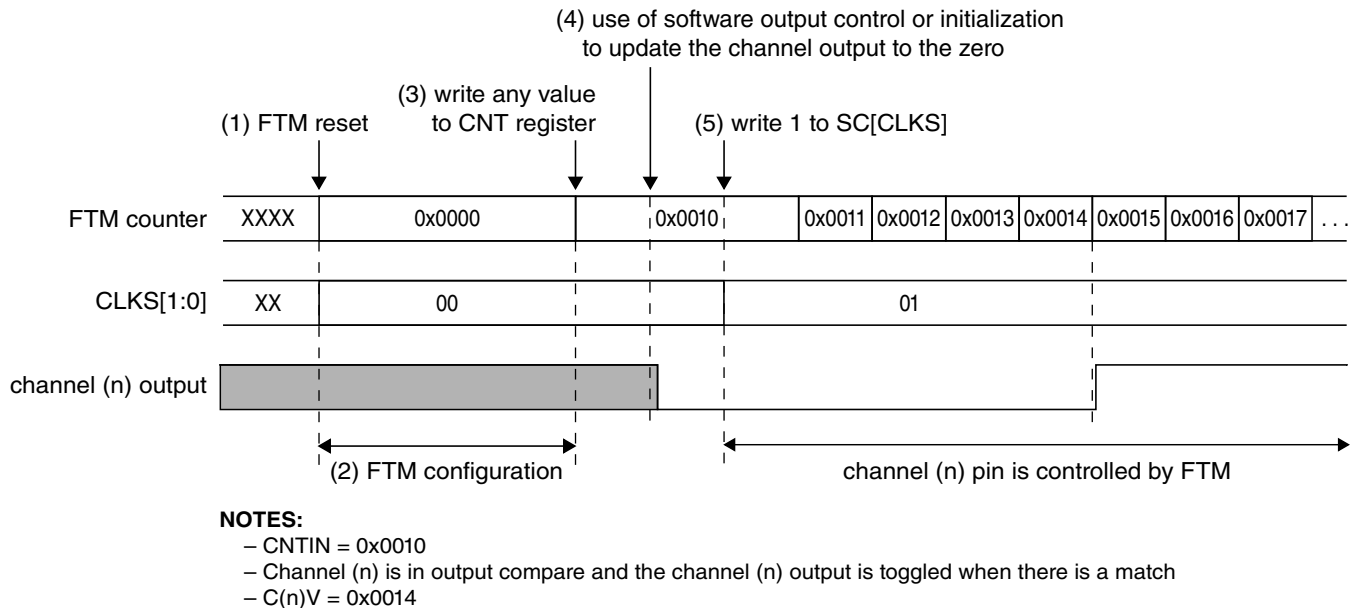 (4) use of software output control or initialization
to update the channel output to the zero
(3) write any value
to CNT register
(1) FTM reset
(5) write 1 to SC[CLKS]
FTM counter XXXX 0x0000 0x0010 0x0011 0x0012 0x0013 0x0014 0x0015 0x0016 0x0017 . . .
CLKS[1:0] XX 00 01
channel (n) output
(2) FTM configuration channel (n) pin is controlled by FTM
NOTES:
– CNTIN = 0x0010
– Channel (n) is in output compare and the channel (n) output is toggled when there is a match
– C(n)V = 0x0014